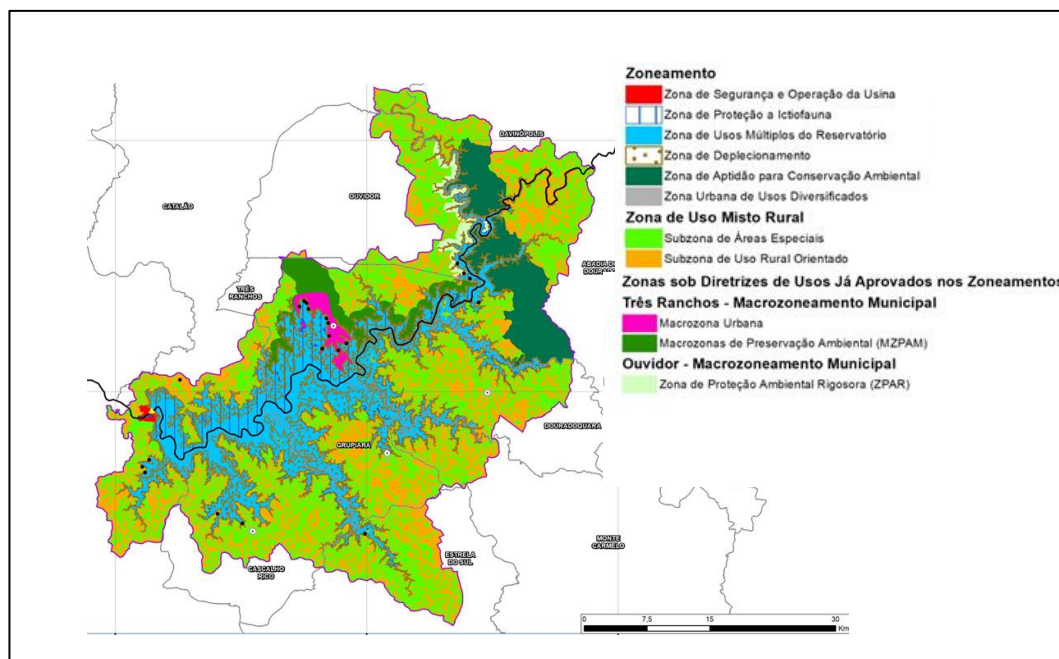 Zoneamento
Zona de Segurança e Operação da Usina
Zona de Proteção a Ictiofauna
Zona de Usos Múltiplos do Reservatório
Zona de Deplecionamento
Zona de Aptidão para Conservação Ambiental
Zona Urbana de Usos Diversificados
Zona de Uso Misto Rural
Subzona de Áreas Especiais
Subzona de Uso Rural Orientado
Zonas sob Diretrizes de Usos Já Aprovados nos Zoneamentos
Três Ranchos - Macrozoneamento Municipal
Macrozona Urbana
Macrozonas de Preservação Ambiental (MZPAM)
Ouvidor - Macrozoneamento Municipal
Zona de Proteção Ambiental Rigosora (ZPAR)
DAVINÓPOLIS
CATALÃO
OUVIDOR
ABADIA DO
TRÊS
RANCHOS
DOURADOQUARA
GRUPIARA
ESTRELA
DO SUL
MONTE
CARMELO
CASCALHO
RICO
0 7,5 15 30
Km